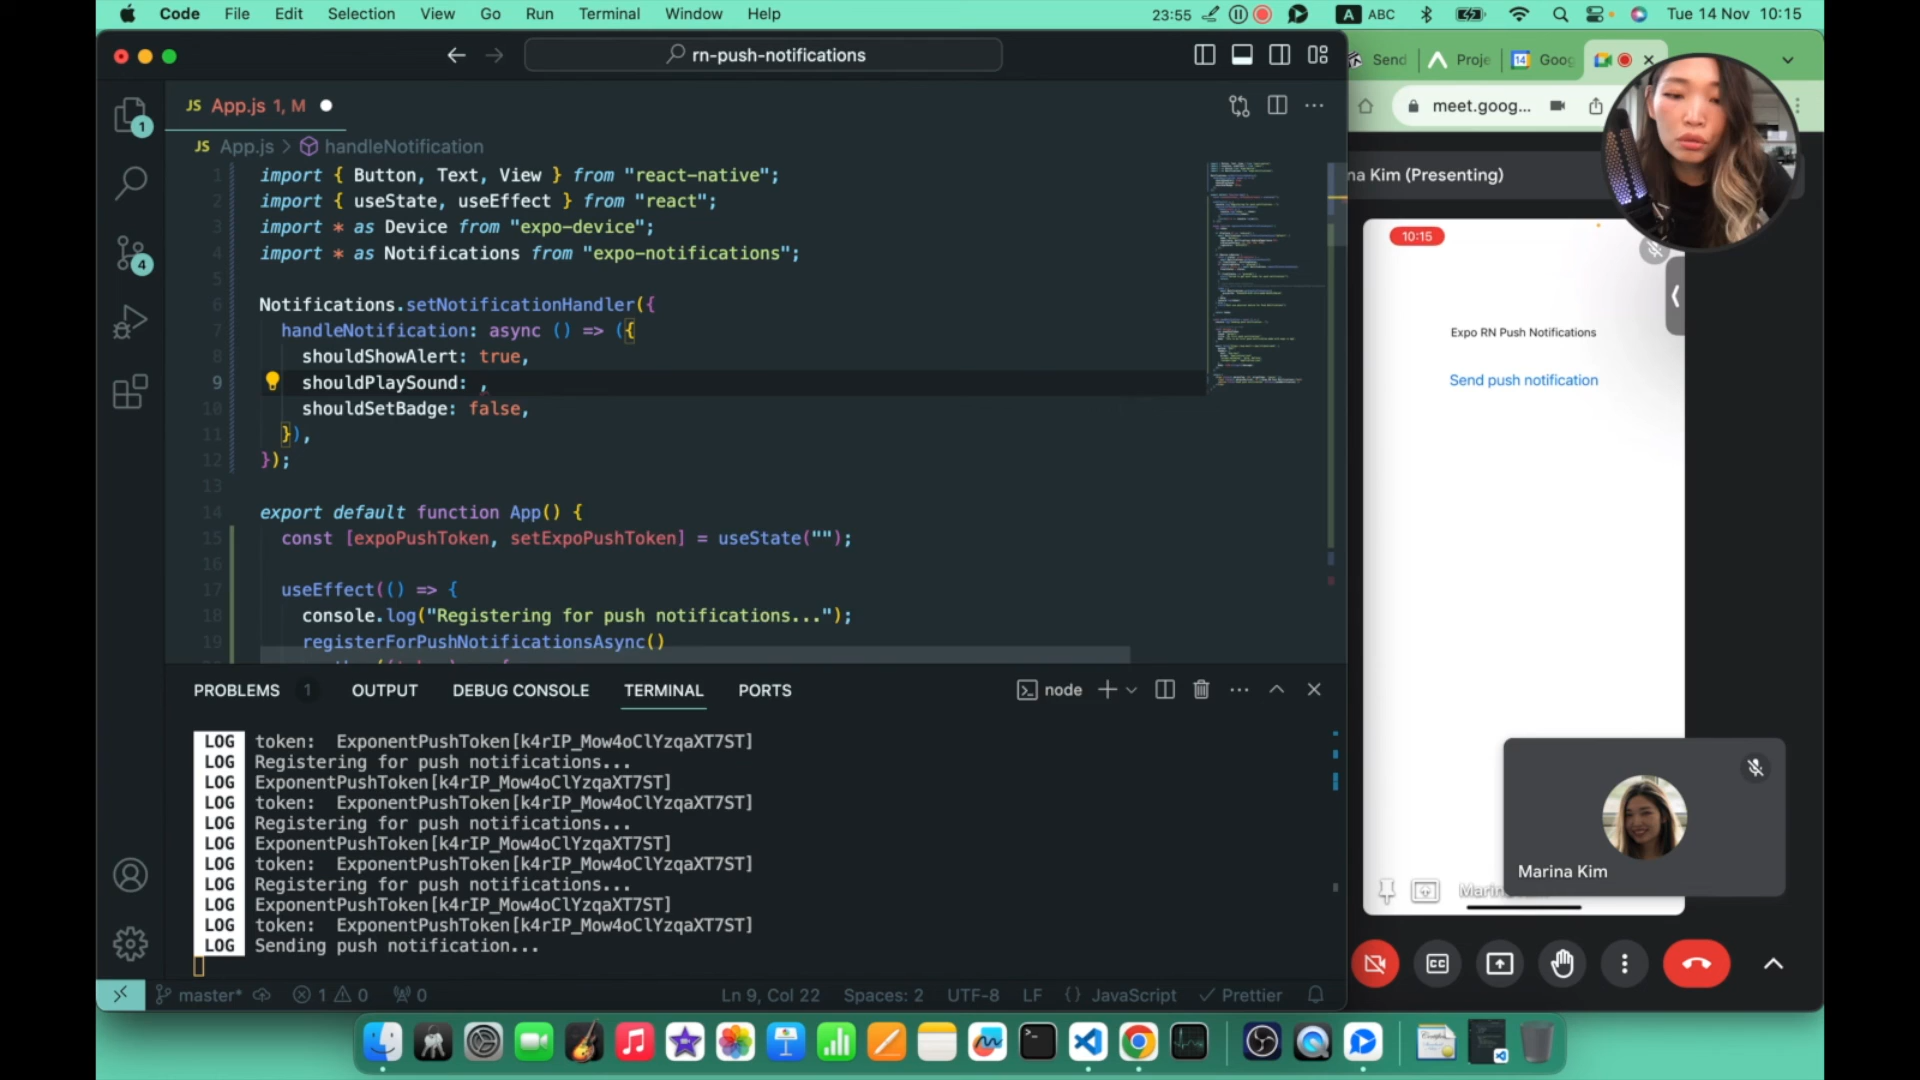 Code File Edit Selection View Go Run Terminal Window Help
23:55 A ABC Tue 14 Nov 10:15
rn-push-notifications
Send Proje 14 Goog
JS App.js 1, M
meet.goog...
JS App.js > handleNotification
na Kim (Presenting)
1 import { Button, Text, View } from "react-native";
2 import { useState, useEffect } from "react";
3 import * as Device from "expo-device";
4 import * as Notifications from "expo-notifications";
5
6 Notifications.setNotificationHandler({
7 handleNotification: async () => ({
8 shouldShowAlert: true,
9 shouldPlaySound: ,
10 shouldSetBadge: false,
11 }),
12 });
13
14 export default function App() {
15 const [expoPushToken, setExpoPushToken] = useState("");
16
17 useEffect(() => {
18 console.log("Registering for push notifications...");
19 registerForPushNotificationsAsync()
1
4
10:15
Expo RN Push Notifications
Send push notification
PROBLEMS 1 OUTPUT DEBUG CONSOLE TERMINAL PORTS
node
LOG token: ExponentPushToken[k4rIP_Mow4oClYzqaXT7ST]
LOG Registering for push notifications...
LOG ExponentPushToken[k4rIP_Mow4oClYzqaXT7ST]
LOG token: ExponentPushToken[k4rIP_Mow4oClYzqaXT7ST]
LOG Registering for push notifications...
LOG ExponentPushToken[k4rIP_Mow4oClYzqaXT7ST]
LOG token: ExponentPushToken[k4rIP_Mow4oClYzqaXT7ST]
LOG Registering for push notifications...
LOG ExponentPushToken[k4rIP_Mow4oClYzqaXT7ST]
LOG token: ExponentPushToken[k4rIP_Mow4oClYzqaXT7ST]
LOG Sending push notification...
Marina Kim
master* 1 0 0
Ln 9, Col 22 Spaces: 2 UTF-8 LF {} JavaScript Prettier